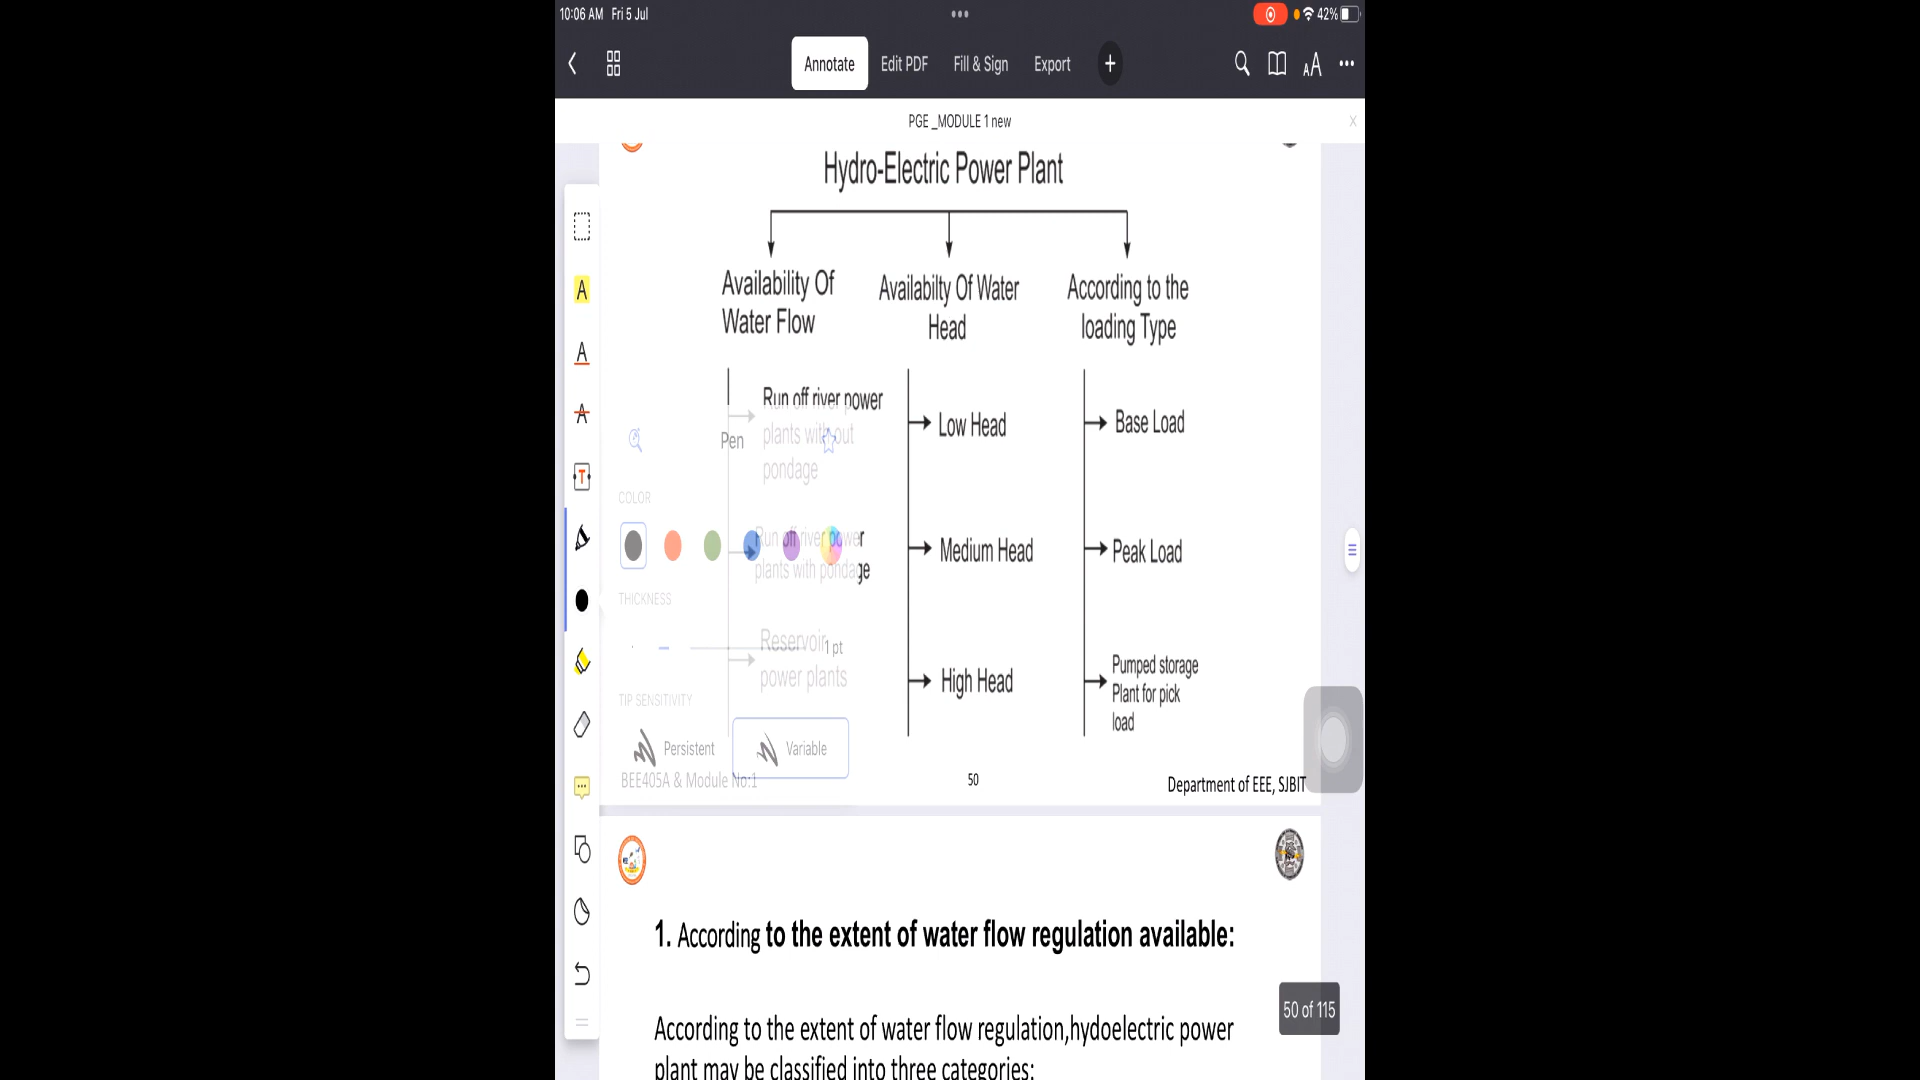 10:06 AM Fri 5 Jul
42%
Annotate
Edit PDF
Fill & Sign
Export
PGE _MODULE 1 new
Hydro-Electric Power Plant
Availability Of
Water Flow
Run off river power
plants with out
pondage
Run off river power
plants with pondage
Reservoir
power plants
Availabilty Of Water
Head
Low Head
Medium Head
High Head
According to the
loading Type
Base Load
Peak Load
Pumped storage
Plant for pick
load
Pen
COLOR
THICKNESS
1 pt
TIP SENSITIVITY
Persistent
Variable
BEE405A & Module No:1
50
Department of EEE, SJBIT
1. According to the extent of water flow regulation available:
According to the extent of water flow regulation,hydoelectric power
plant may be classified into three categories:
50 of 115